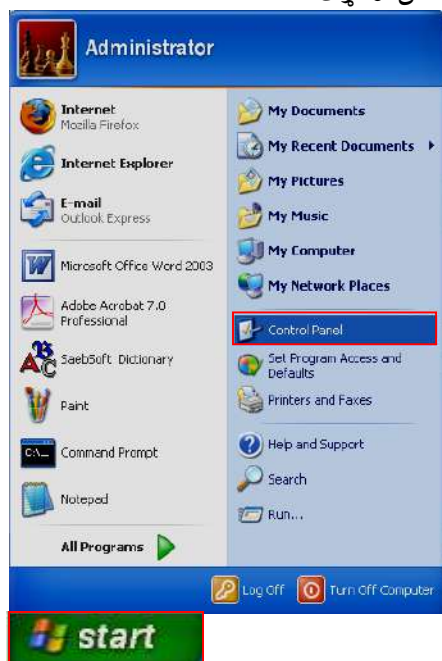 Administrator
Internet
Mozilla Firefox
Internet Explorer
E-mail
Outlook Express
Microsoft Office Word 2003
Adobe Acrobat 7.0
Professional
SaebSoft Dictionary
Paint
Command Prompt
Notepad
All Programs
My Documents
My Recent Documents
My Pictures
My Music
My Computer
My Network Places
Control Panel
Set Program Access and
Defaults
Printers and Faxes
Help and Support
Search
Run...
Log Off
Turn Off Computer
start